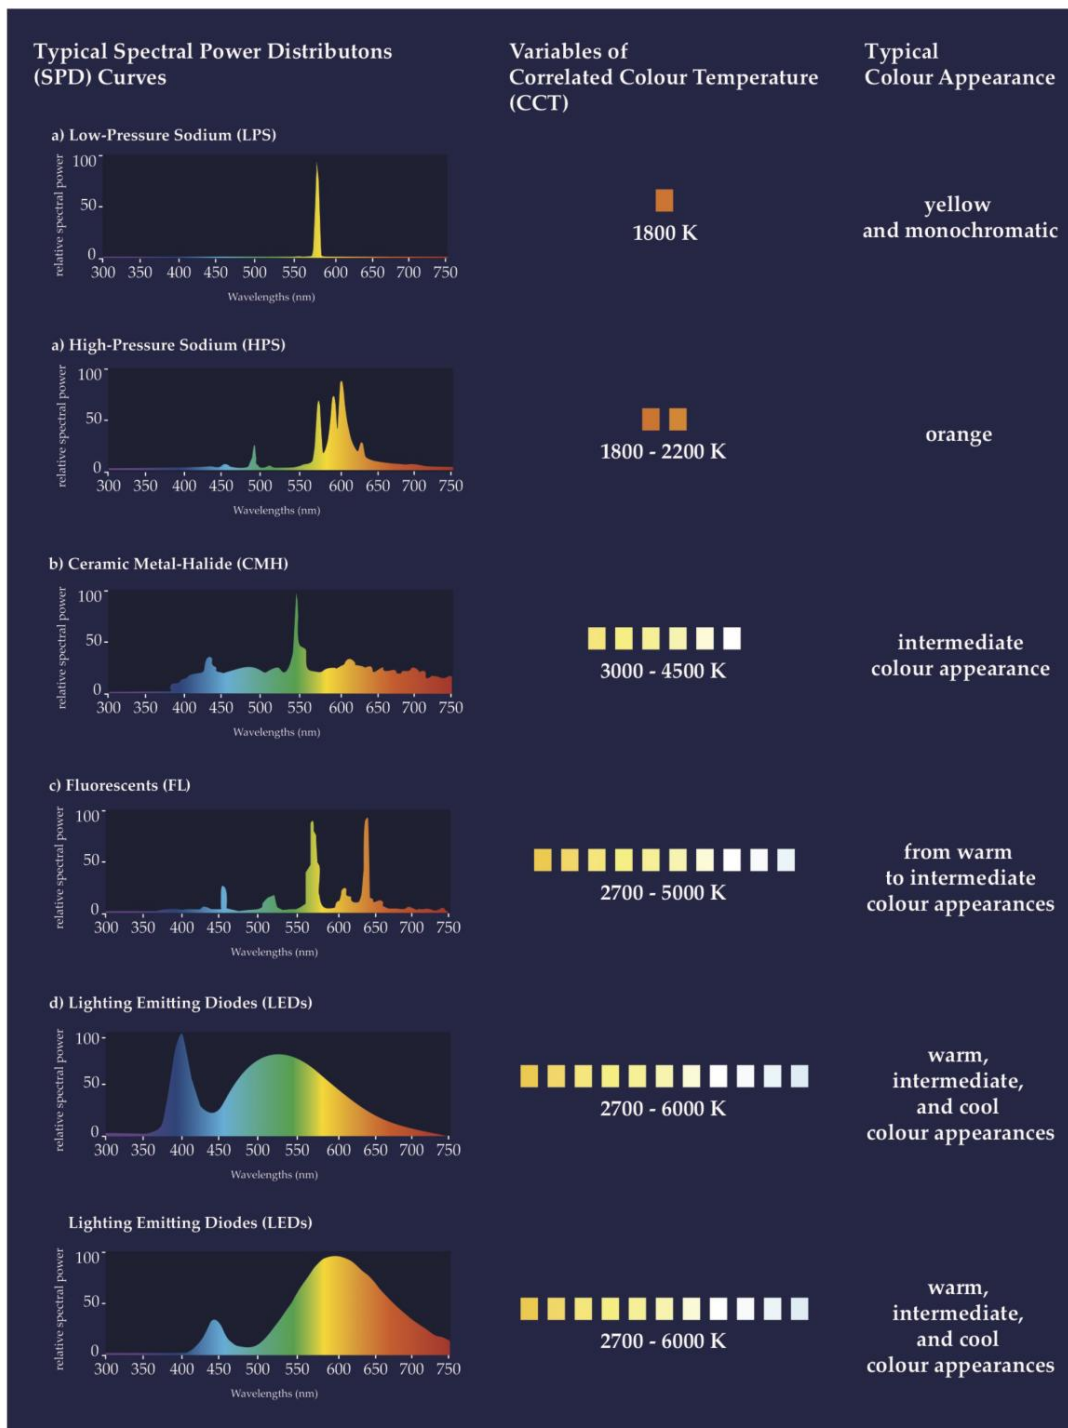 Typical Spectral Power Distributons
(SPD) Curves
Variables of
Correlated Colour Temperature
(CCT)
Typical
Colour Appearance
a) Low-Pressure Sodium (LPS)
relative spectral power
100
50
0
300 350 400 450 500 550 600 650 700 750
Wavelengths (nm)
1800 K
yellow
and monochromatic
a) High-Pressure Sodium (HPS)
relative spectral power
100
50
0
300 350 400 450 500 550 600 650 700 750
Wavelengths (nm)
1800 - 2200 K
orange
b) Ceramic Metal-Halide (CMH)
relative spectral power
100
50
0
300 350 400 450 500 550 600 650 700 750
Wavelengths (nm)
3000 - 4500 K
intermediate
colour appearance
c) Fluorescents (FL)
relative spectral power
100
50
0
300 350 400 450 500 550 600 650 700 750
Wavelengths (nm)
2700 - 5000 K
from warm
to intermediate
colour appearances
d) Lighting Emitting Diodes (LEDs)
relative spectral power
100
50
0
300 350 400 450 500 550 600 650 700 750
Wavelengths (nm)
2700 - 6000 K
warm,
intermediate,
and cool
colour appearances
Lighting Emitting Diodes (LEDs)
relative spectral power
100
50
0
300 350 400 450 500 550 600 650 700 750
Wavelengths (nm)
2700 - 6000 K
warm,
intermediate,
and cool
colour appearances